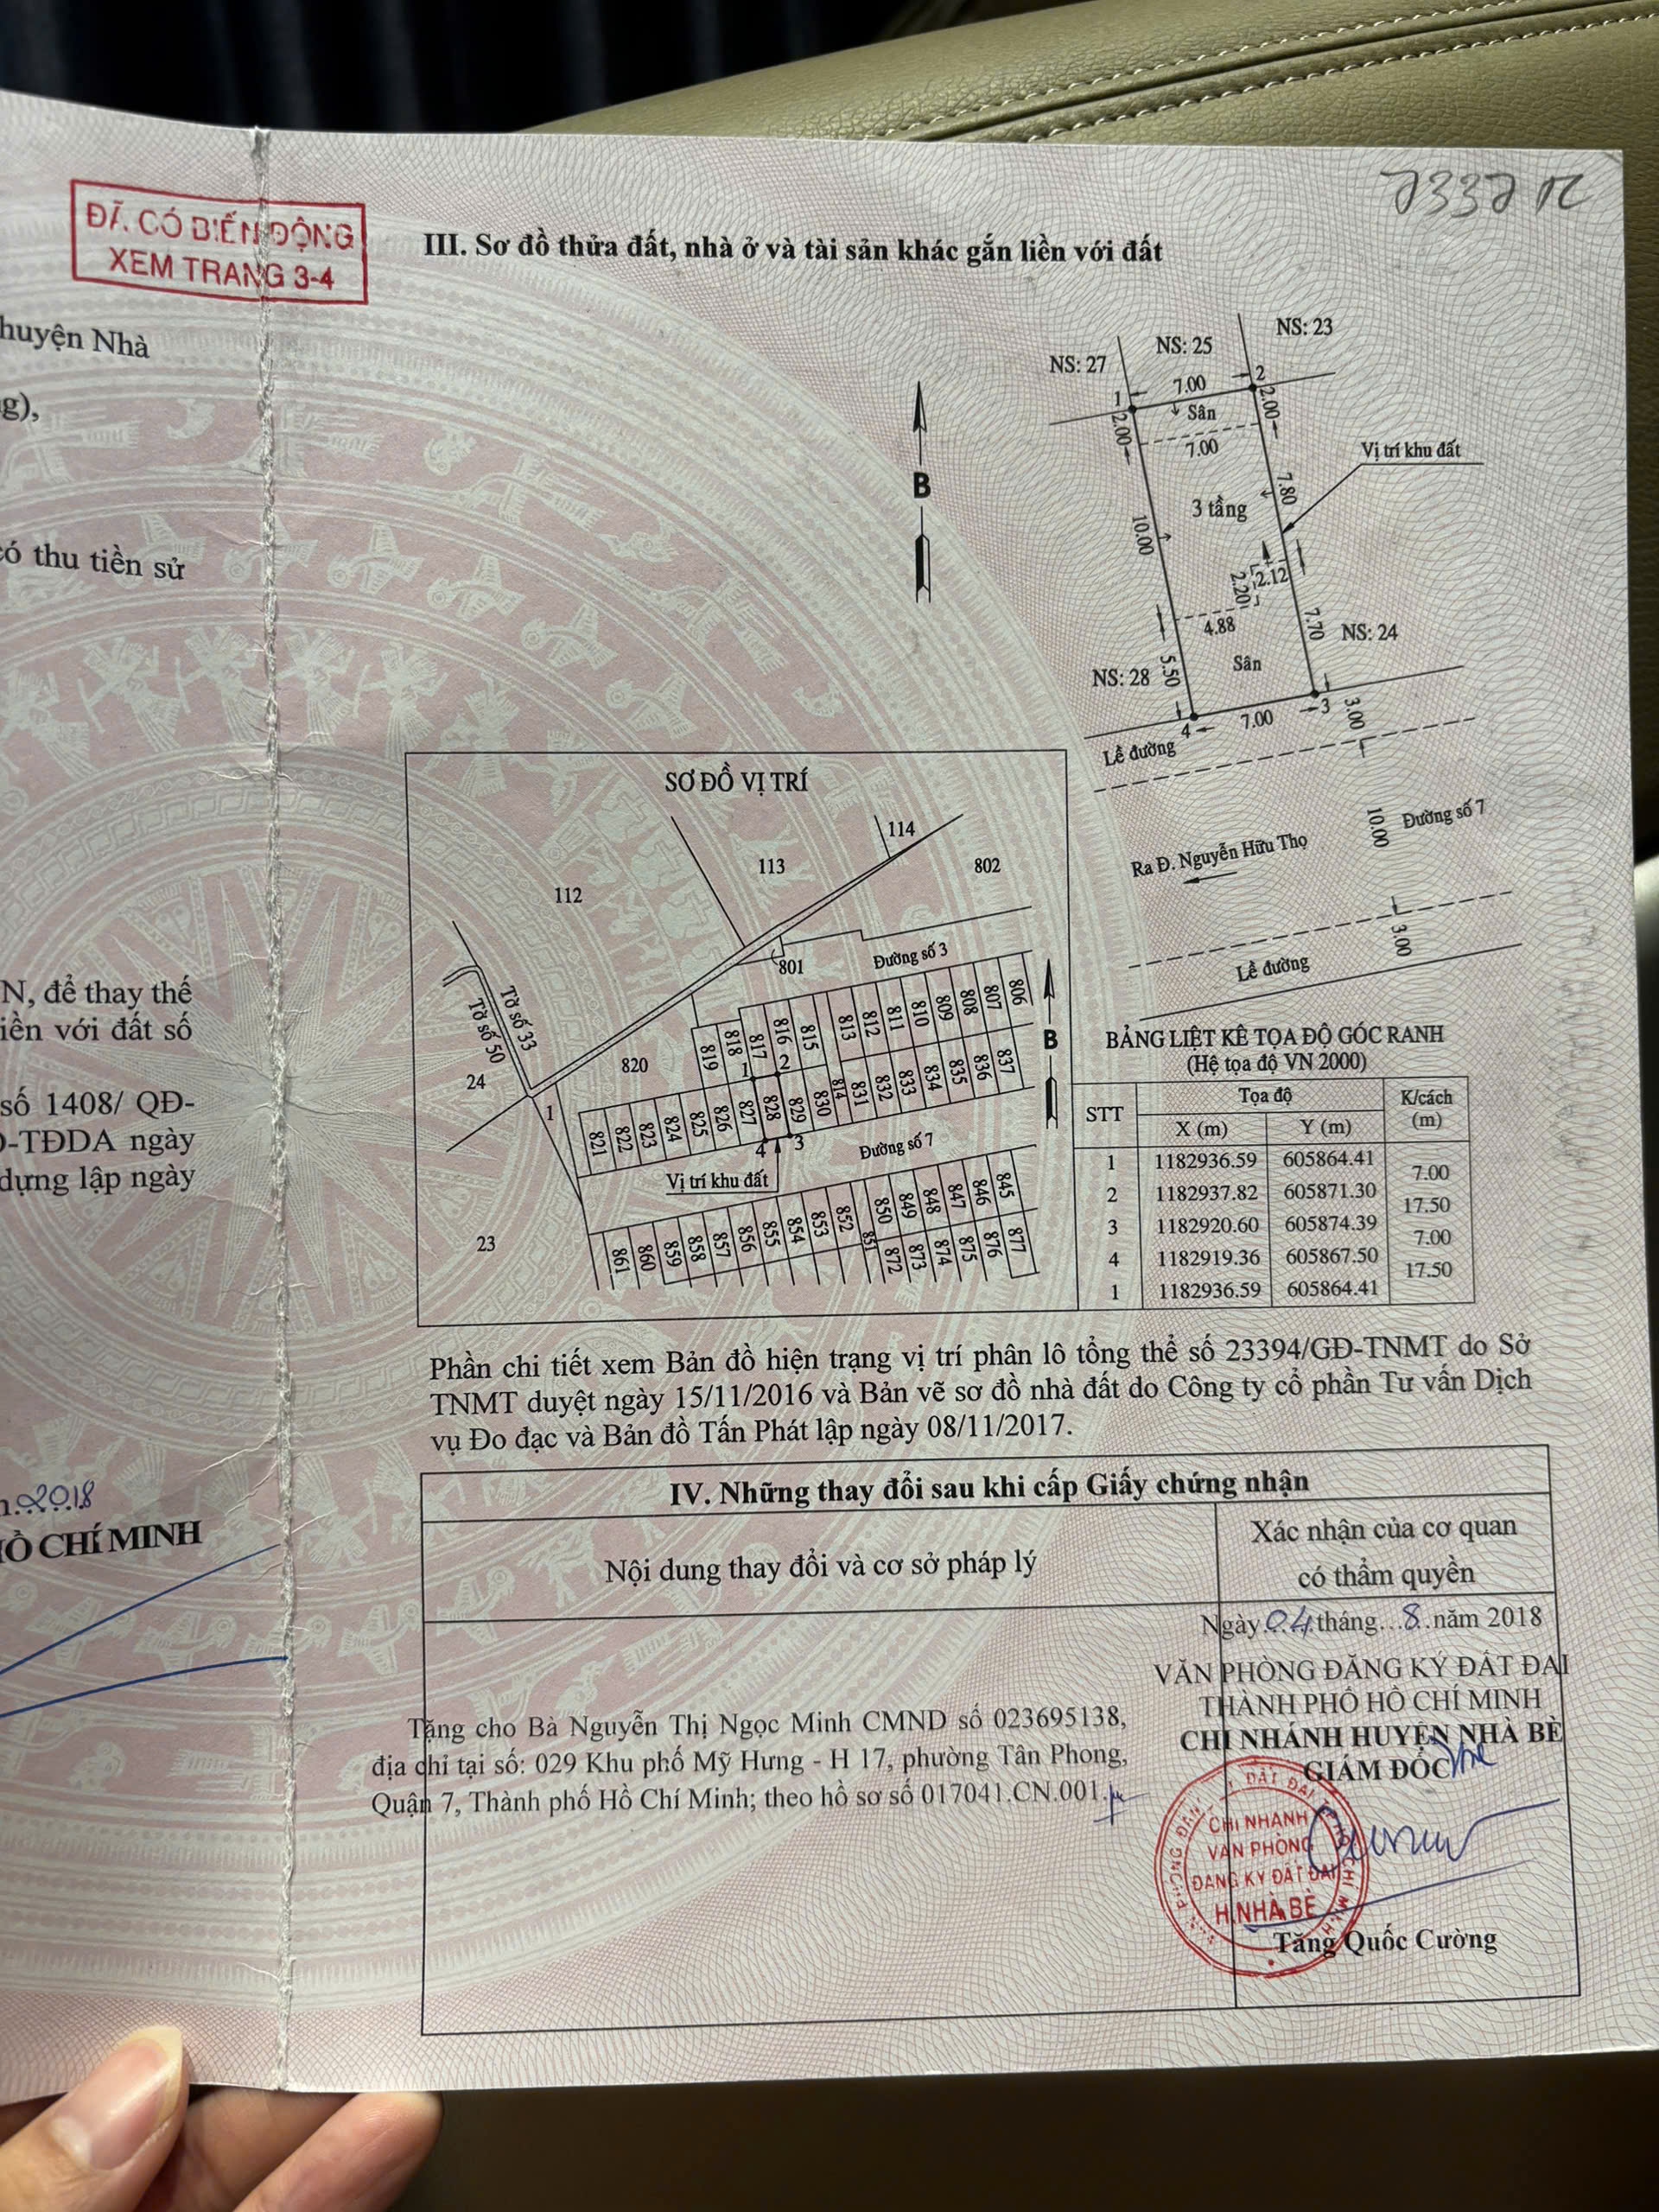 ĐÃ CÓ BIẾN ĐỘNG
XEM TRANG 3-4
huyện Nhà
g),
có thu tiền sử
N, để thay thế
iền với đất số
số 1408/ QĐ-
-TĐDA ngày
dựng lập ngày
2018
HỒ CHÍ MINH
III. Sơ đồ thửa đất, nhà ở và tài sản khác gắn liền với đất
NS: 27
NS: 25
NS: 23
1
7.00
2
2.00
Sân
2.00
7.00
Vị trí khu đất
7.80
3 tầng
10.00
B
2.12
2.20
4.88
7.70
NS: 24
NS: 28
5.50
Sân
4
7.00
3
3.00
Lề đường
10.00
Đường số 7
Ra Đ. Nguyễn Hữu Thọ
3.00
Lề đường
SƠ ĐỒ VỊ TRÍ
114
113
802
112
801
Đường số 3
Tờ số 33
Tờ số 50
24
820
1
23
819
818
817
816
815
813
812
811
810
809
808
807
806
1
2
821
822
823
824
825
826
827
828
829
830
814
831
832
833
834
835
836
837
B
4
3
Đường số 7
Vị trí khu đất
861
860
859
858
857
856
855
854
853
852
851
850
849
848
847
846
845
872
873
874
875
876
877
BẢNG LIỆT KÊ TỌA ĐỘ GÓC RANH
(Hệ tọa độ VN 2000)
STT Tọa độ K/cách
X (m) Y (m) (m)
1 1182936.59 605864.41
7.00
2 1182937.82 605871.30
17.50
3 1182920.60 605874.39
7.00
4 1182919.36 605867.50
17.50
1 1182936.59 605864.41
Phần chi tiết xem Bản đồ hiện trạng vị trí phân lô tổng thể số 23394/GĐ-TNMT do Sở
TNMT duyệt ngày 15/11/2016 và Bản vẽ sơ đồ nhà đất do Công ty cổ phần Tư vấn Dịch
vụ Đo đạc và Bản đồ Tấn Phát lập ngày 08/11/2017.
IV. Những thay đổi sau khi cấp Giấy chứng nhận
Nội dung thay đổi và cơ sở pháp lý
Xác nhận của cơ quan
có thẩm quyền
Tặng cho Bà Nguyễn Thị Ngọc Minh CMND số 023695138,
địa chỉ tại số: 029 Khu phố Mỹ Hưng - H 17, phường Tân Phong,
Quận 7, Thành phố Hồ Chí Minh; theo hồ sơ số 017041.CN.001.
Ngày 04 tháng 8 năm 2018
VĂN PHÒNG ĐĂNG KÝ ĐẤT ĐAI
THÀNH PHỐ HỒ CHÍ MINH
CHI NHÁNH HUYỆN NHÀ BÈ
GIÁM ĐỐC
CHI NHÁNH
VĂN PHÒNG
ĐĂNG KÝ ĐẤT ĐAI
H.NHÀ BÈ
Tăng Quốc Cường